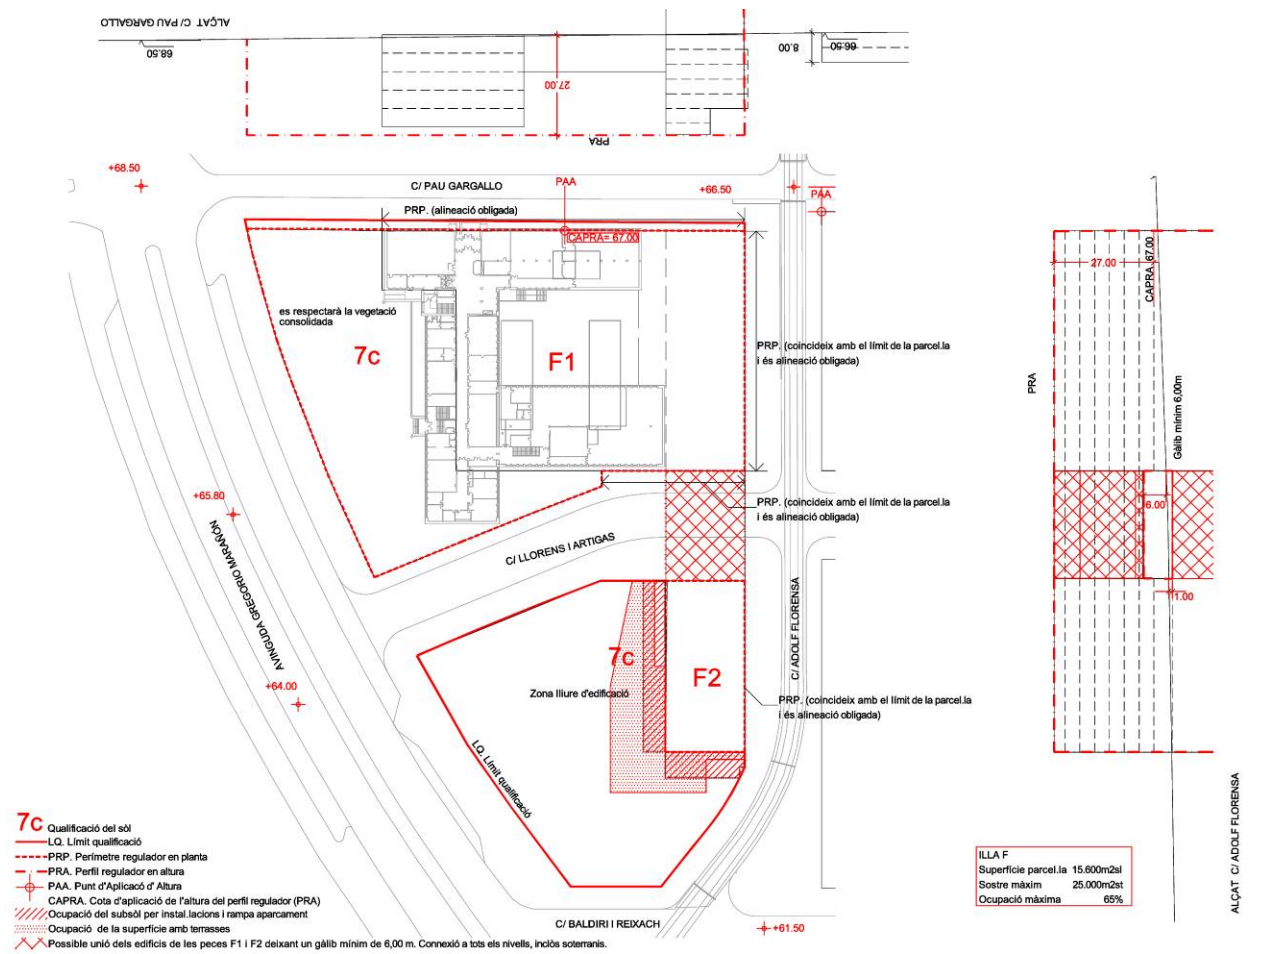 ALÇAT C/ PAU GARGALLO
68.50
27.00
8.00
66.50
PRA
+68.50
C/ PAU GARGALLO
PAA
+66.50
PAA
PRP. (alineació obligada)
CAPRA= 67.00
es respectarà la vegetació
consolidada
7c
F1
PRP. (coincideix amb el límit de la parcel.la
i és alineació obligada)
27.00
CAPRA. 67.00
PRA
Gàlib mínim 6,00m
+65.80
AVINGUDA GREGORIO MARAÑÓN
PRP. (coincideix amb el límit de la parcel.la
i és alineació obligada)
6.00
C/ LLORENS I ARTIGAS
1.00
C/ ADOLF FLORENSA
7c
F2
+64.00
Zona lliure d'edificació
PRP. (coincideix amb el límit de la parcel.la
i és alineació obligada)
LQ. Límit qualificació
ALÇAT C/ ADOLF FLORENSA
7c Qualificació del sòl
LQ. Límit qualificació
PRP. Perímetre regulador en planta
PRA. Perfil regulador en altura
PAA. Punt d'Aplicació d' Altura
CAPRA. Cota d'aplicació de l'altura del perfil regulador (PRA)
Ocupació del subsòl per instal.lacions i rampa aparcament
Ocupació de la superfície amb terrasses
Possible unió dels edificis de les peces F1 i F2 deixant un gàlib mínim de 6,00 m. Connexió a tots els nivells, inclòs soterranis.
C/ BALDIRI I REIXACH
+61.50
ILLA F
Superfície parcel.la 15.600m2sl
Sostre màxim 25.000m2st
Ocupació màxima 65%